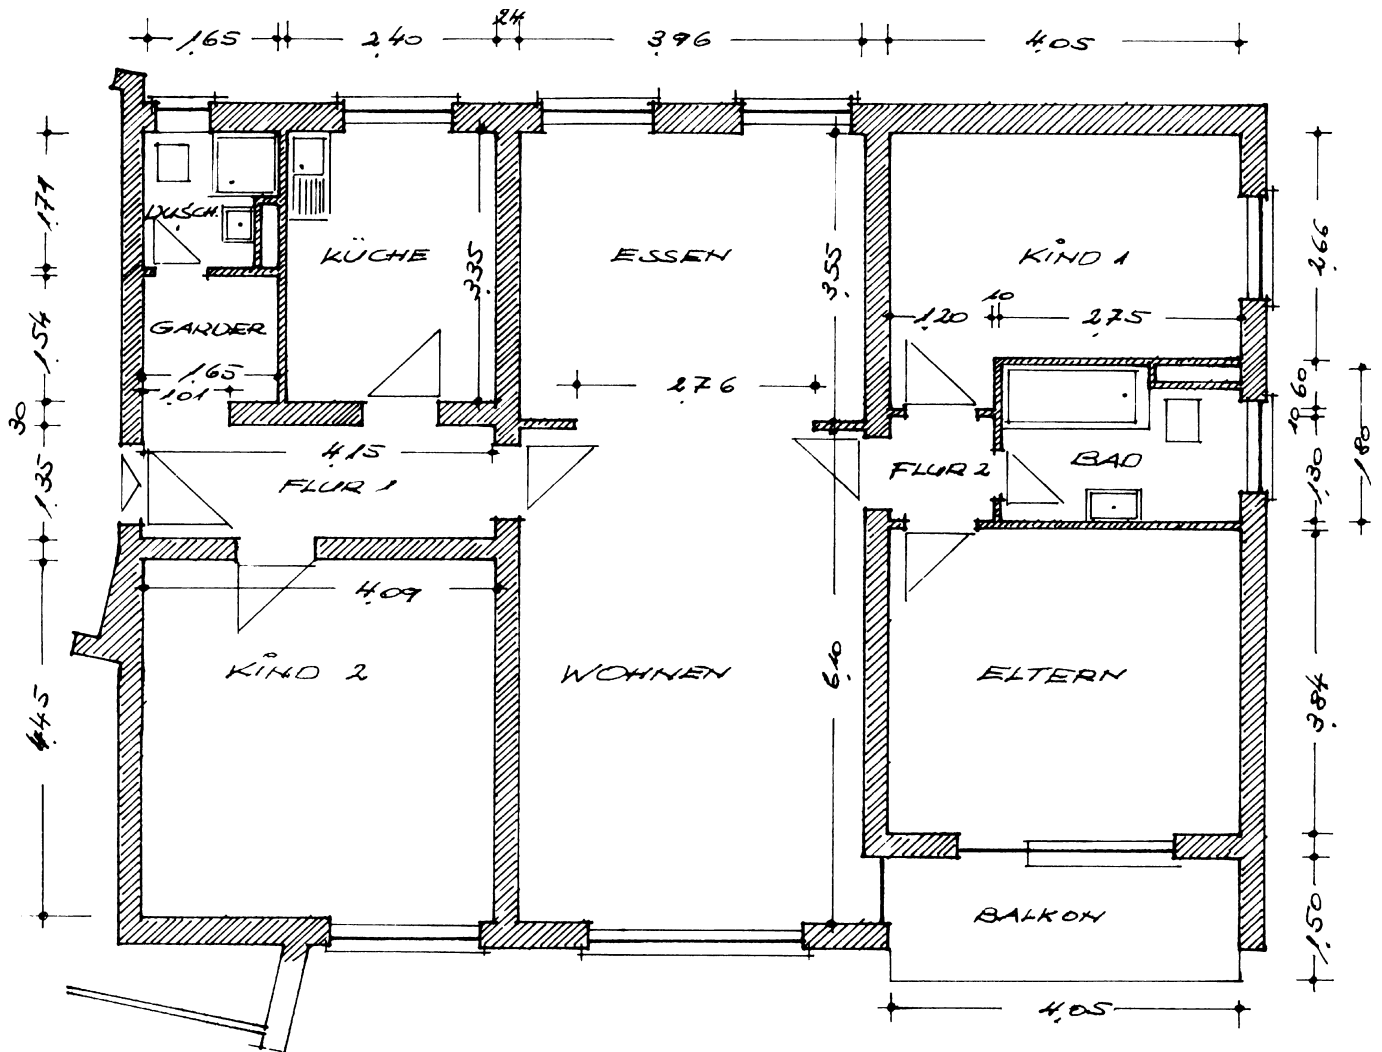 1.65 2.40 24 3.96 4.05
1.71
DUSCH.
KÜCHE
3.35
ESSEN
3.55
KIND 1
2.66
1.20 10 2.75
1.54
GARDER
1.65
1.01
2.76
30
60
10
1.30
1.80
1.35
4.15
FLUR 1
FLUR 2
BAD
4.09
4.45
KIND 2
WOHNEN
6.10
ELTERN
3.84
BALKON
1.50
4.05